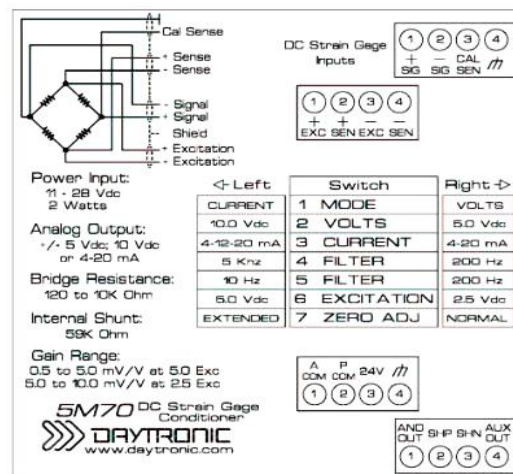 Cal Sense
+ Sense
- Sense
- Signal
+ Signal
Shield
+ Excitation
- Excitation
DC Strain Gage
Inputs
1 2 3 4
+ - CAL
SIG SIG SEN
1 2 3 4
+ + - -
EXC SEN EXC SEN
Power Input:
11 - 28 Vdc
2 Watts
Analog Output:
+/- 5 Vdc; 10 Vdc
or 4-20 mA
Bridge Resistance:
120 to 10K Ohm
Internal Shunt:
59K Ohm
Gain Range:
0.5 to 5.0 mV/V at 5.0 Exc
5.0 to 10.0 mV/V at 2.5 Exc
5M70 DC Strain Gage
Conditioner
DAYTRONIC
www.daytronic.com
<- Left Switch Right ->
CURRENT 1 MODE VOLTS
10.0 Vdc 2 VOLTS 5.0 Vdc
4-12-20 mA 3 CURRENT 4-20 mA
5 Khz 4 FILTER 200 Hz
10 Hz 5 FILTER 200 Hz
5.0 Vdc 6 EXCITATION 2.5 Vdc
EXTENDED 7 ZERO ADJ NORMAL
A P
COM COM 24V
1 2 3 4
AND SHP SHN AUX
OUT OUT
1 2 3 4